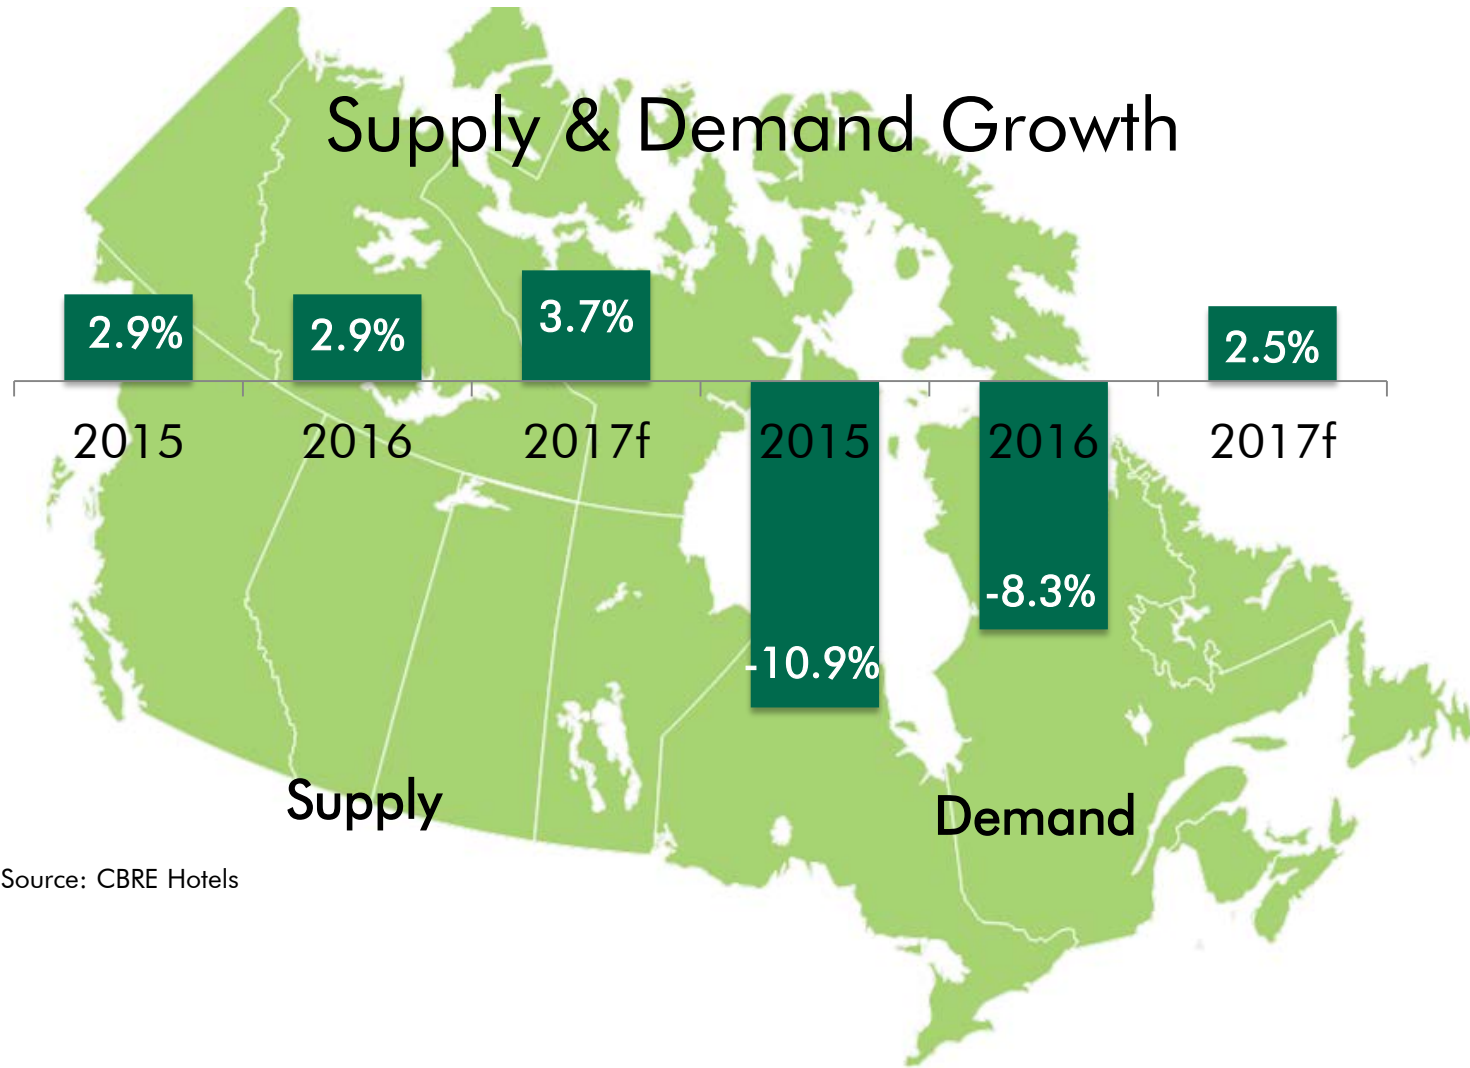 Supply & Demand Growth
2.9%
2.9%
3.7%
2.5%
2015
2016
2017f
2015
2016
2017f
-8.3%
-10.9%
Supply
Demand
Source: CBRE Hotels